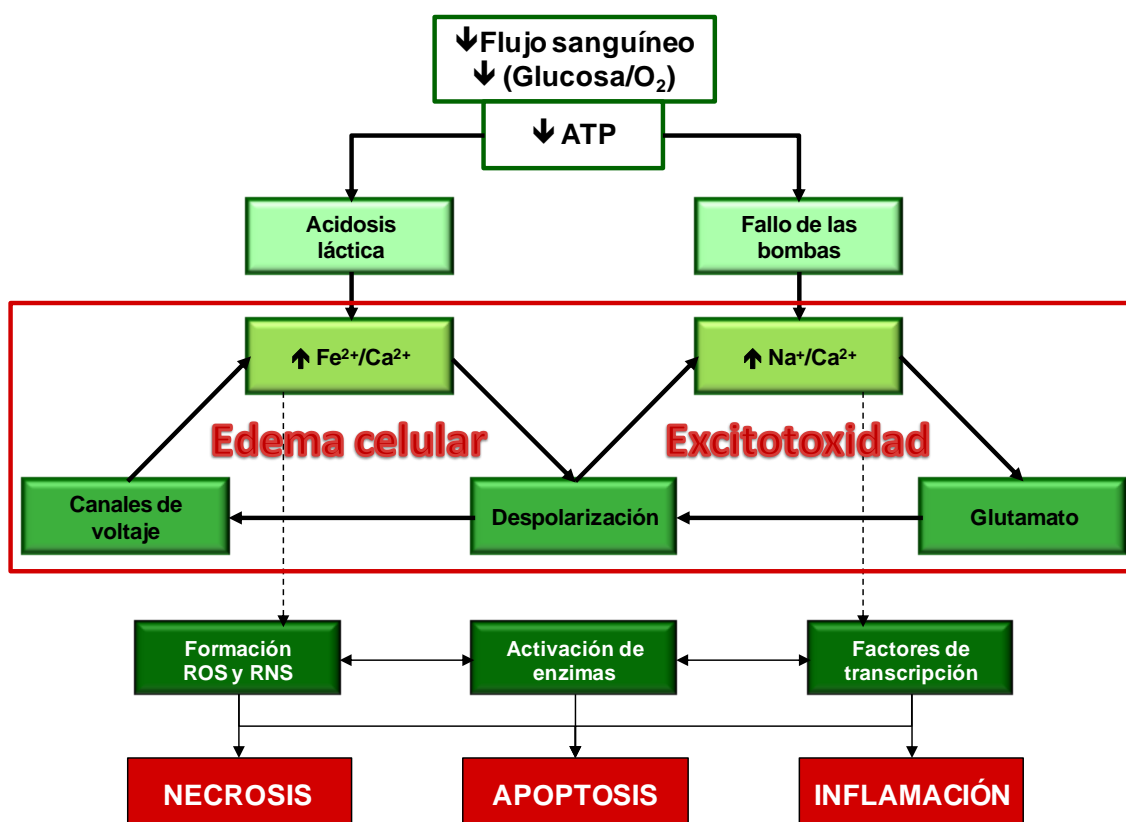 ↓Flujo sanguíneo
↓ (Glucosa/O₂)
↓ ATP
Acidosis
láctica
Fallo de las
bombas
↑ Fe²⁺/Ca²⁺
↑ Na⁺/Ca²⁺
Edema celular
Excitotoxidad
Canales de
voltaje
Despolarización
Glutamato
Formación
ROS y RNS
Activación de
enzimas
Factores de
transcripción
NECROSIS
APOPTOSIS
INFLAMACIÓN